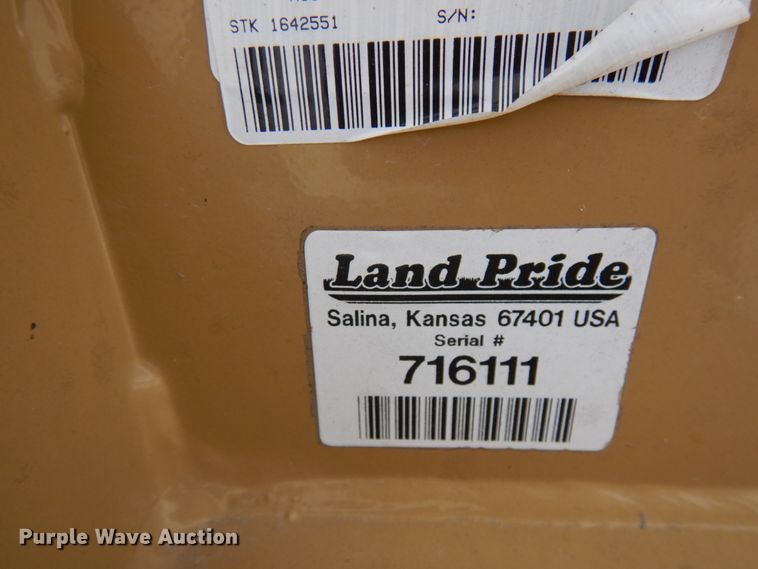 STK 1642551 S/N:
Land Pride
Salina, Kansas 67401 USA
Serial #
716111
Purple Wave Auction